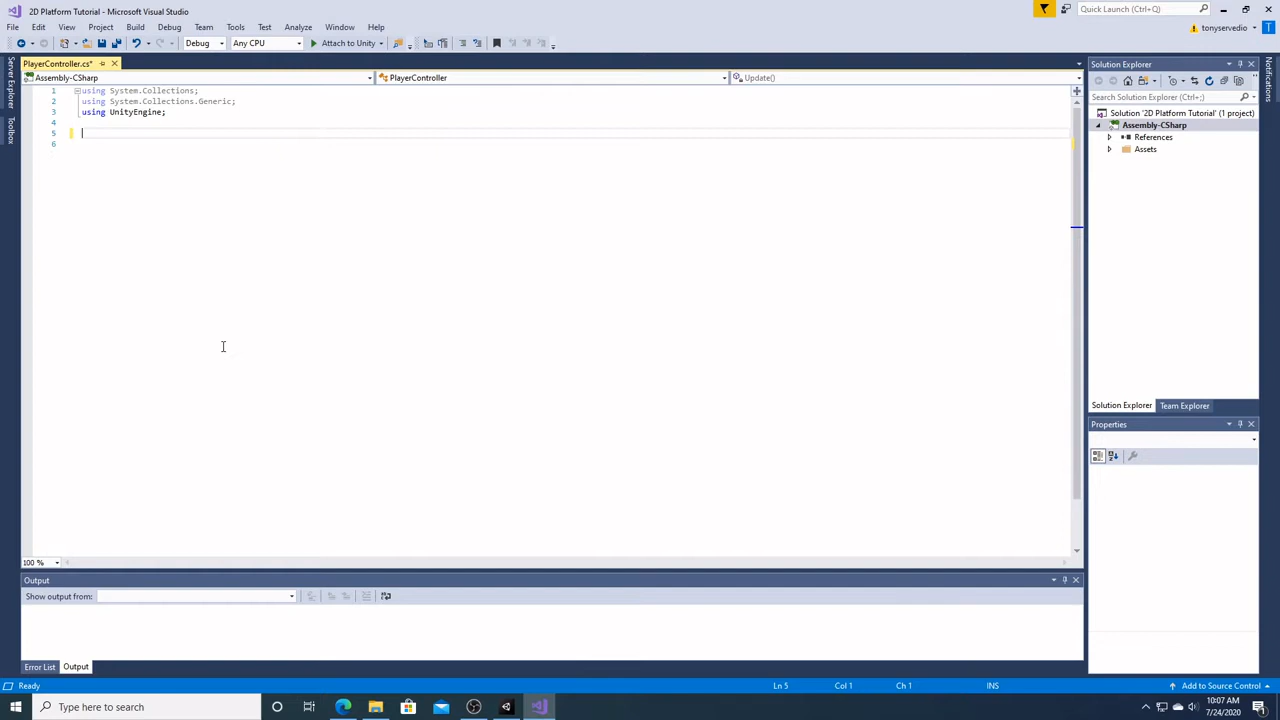 2D Platform Tutorial - Microsoft Visual Studio
Quick Launch (Ctrl+Q)
File Edit View Project Build Debug Team Tools Test Analyze Window Help
tonyservedio T
Debug Any CPU Attach to Unity
PlayerController.cs*
Solution Explorer
Assembly-CSharp PlayerController Update()
1 using System.Collections;
2 using System.Collections.Generic;
3 using UnityEngine;
4
5
6
Server Explorer
Toolbox
Notifications
Search Solution Explorer (Ctrl+;)
Solution '2D Platform Tutorial' (1 project)
Assembly-CSharp
References
Assets
Solution Explorer Team Explorer
Properties
100 %
Output
Show output from:
Error List Output
Ready Ln 5 Col 1 Ch 1 INS Add to Source Control
Type here to search
10:07 AM
7/24/2020
1